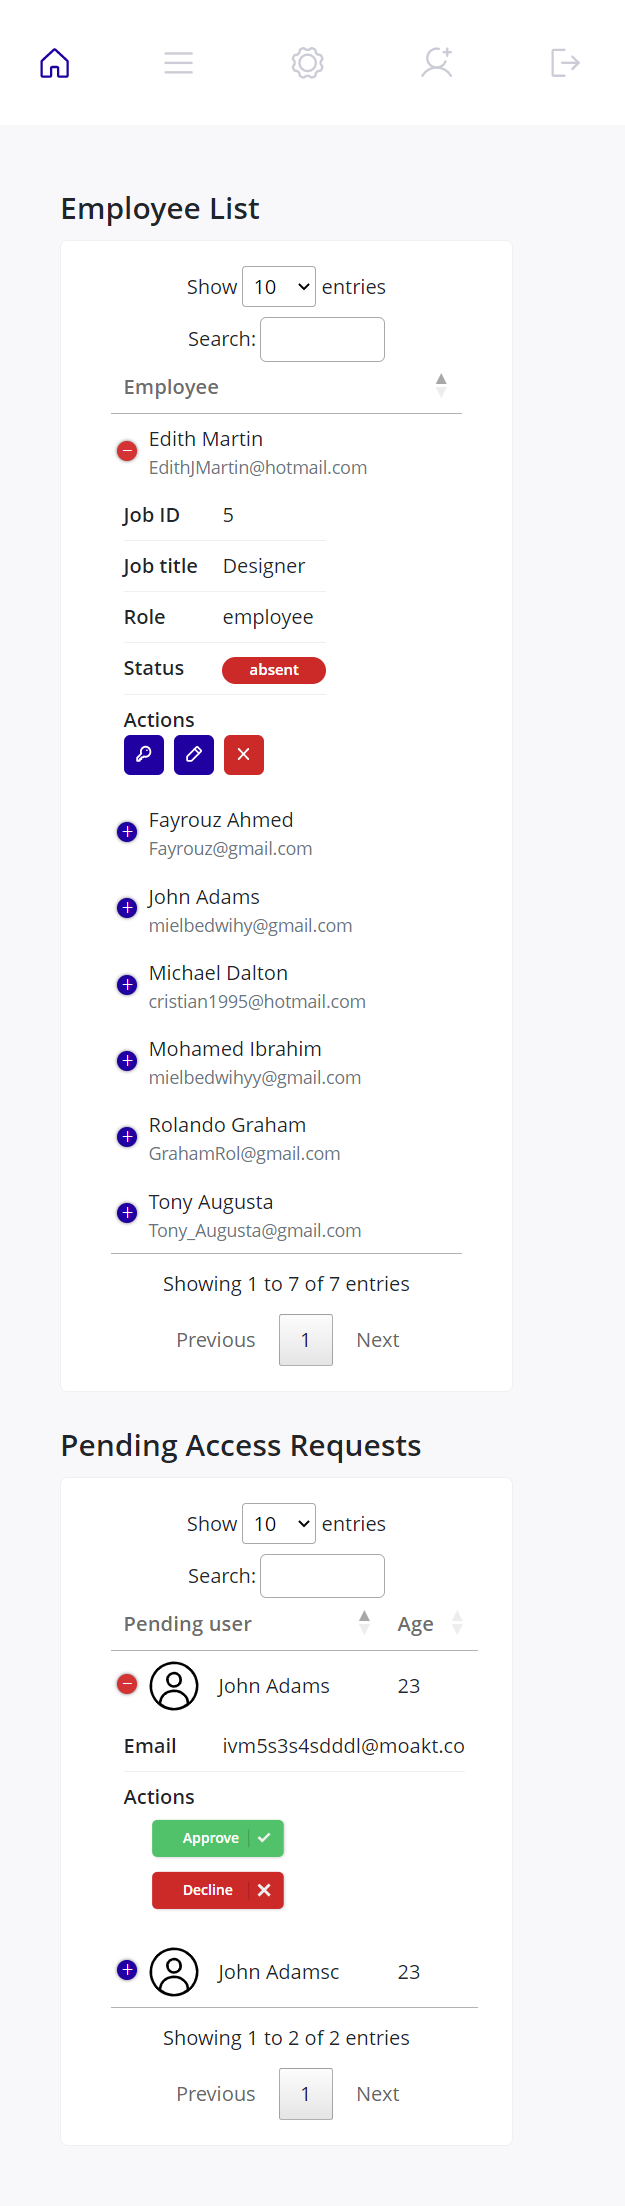 Employee List
Show 10 entries
Search:
Employee
Edith Martin
EdithJMartin@hotmail.com
Job ID 5
Job title Designer
Role employee
Status absent
Actions
Fayrouz Ahmed
Fayrouz@gmail.com
John Adams
mielbedwihy@gmail.com
Michael Dalton
cristian1995@hotmail.com
Mohamed Ibrahim
mielbedwihyy@gmail.com
Rolando Graham
GrahamRol@gmail.com
Tony Augusta
Tony_Augusta@gmail.com
Showing 1 to 7 of 7 entries
Previous 1 Next
Pending Access Requests
Show 10 entries
Search:
Pending user Age
John Adams 23
Email ivm5s3s4sdddl@moakt.co
Actions
Approve
Decline
John Adamsc 23
Showing 1 to 2 of 2 entries
Previous 1 Next